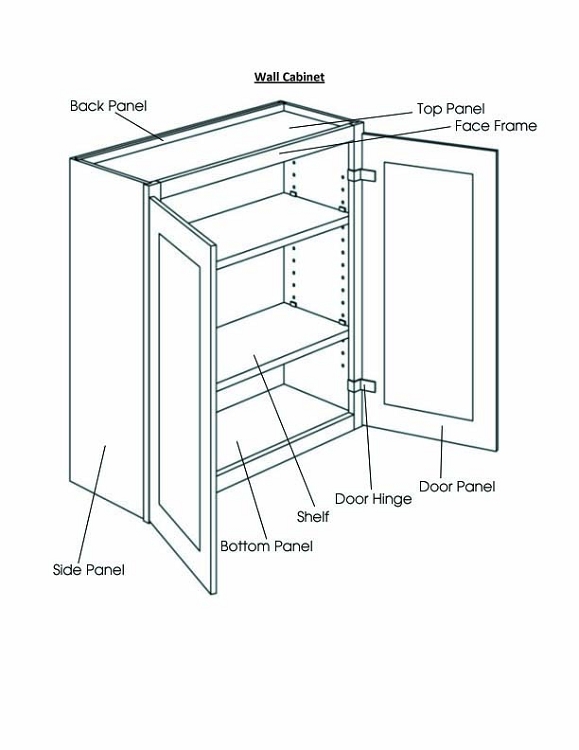 Wall Cabinet
Back Panel
Top Panel
Face Frame
Door Panel
Door Hinge
Shelf
Bottom Panel
Side Panel